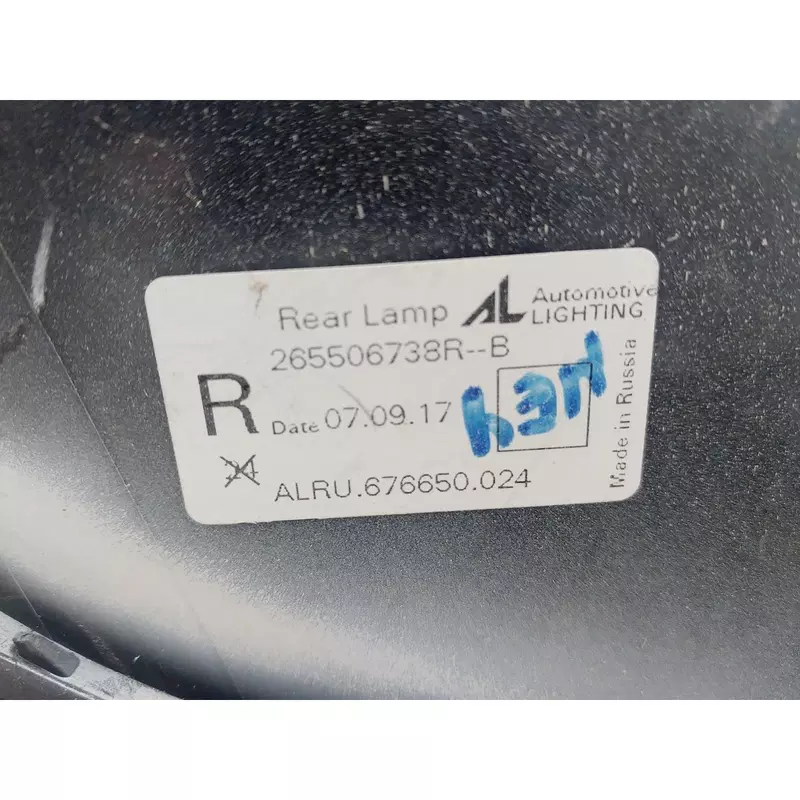 Rear Lamp AL Automotive
LIGHTING
265506738R--B
R
Date 07.09.17
ALRU.676650.024
Made in Russia